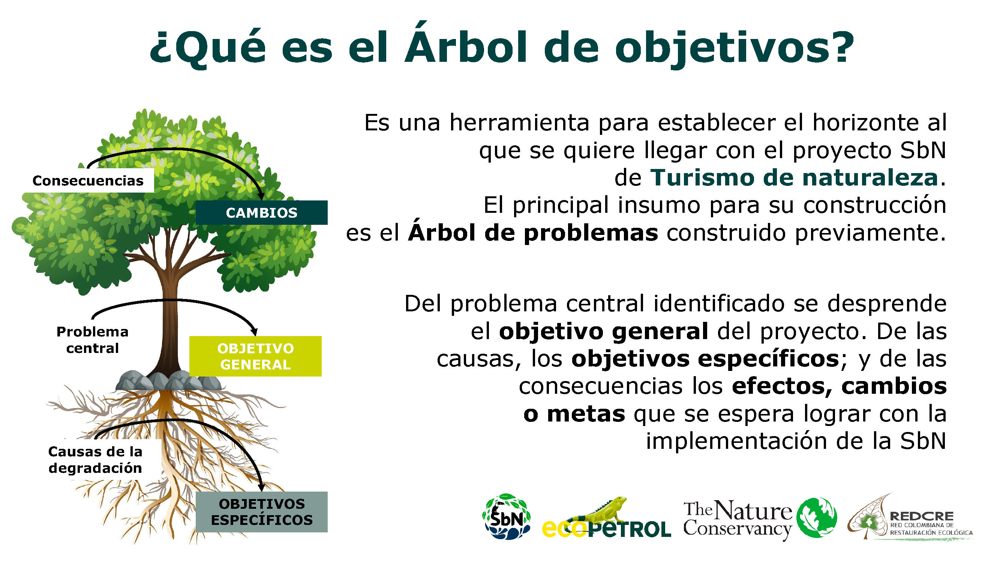 ¿Qué es el Árbol de objetivos?
Consecuencias
CAMBIOS
Problema
central
OBJETIVO
GENERAL
Causas de la
degradación
OBJETIVOS
ESPECÍFICOS
Es una herramienta para establecer el horizonte al
que se quiere llegar con el proyecto SbN
de Turismo de naturaleza.
El principal insumo para su construcción
es el Árbol de problemas construido previamente.
Del problema central identificado se desprende
el objetivo general del proyecto. De las
causas, los objetivos específicos; y de las
consecuencias los efectos, cambios
o metas que se espera lograr con la
implementación de la SbN
SbN
ecoPETROL
The Nature
Conservancy
REDCRE
RED COLOMBIANA DE
RESTAURACIÓN ECOLÓGICA